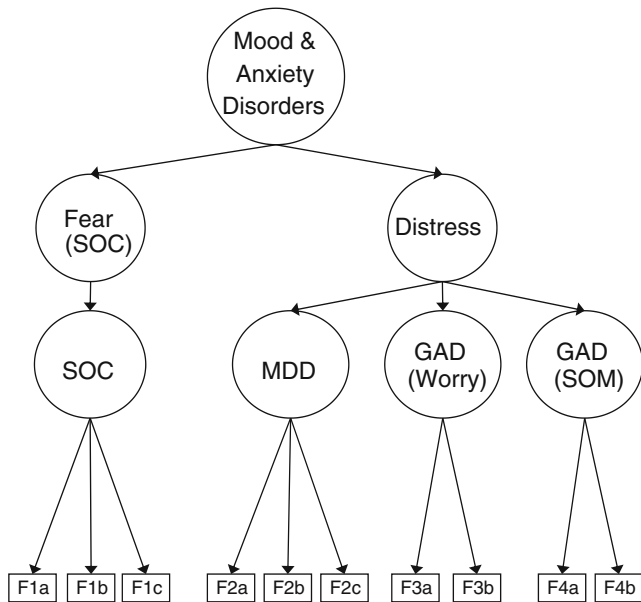 Mood &
Anxiety
Disorders
Fear
(SOC)
Distress
SOC
MDD
GAD
(Worry)
GAD
(SOM)
F1a F1b F1c F2a F2b F2c F3a F3b F4a F4b